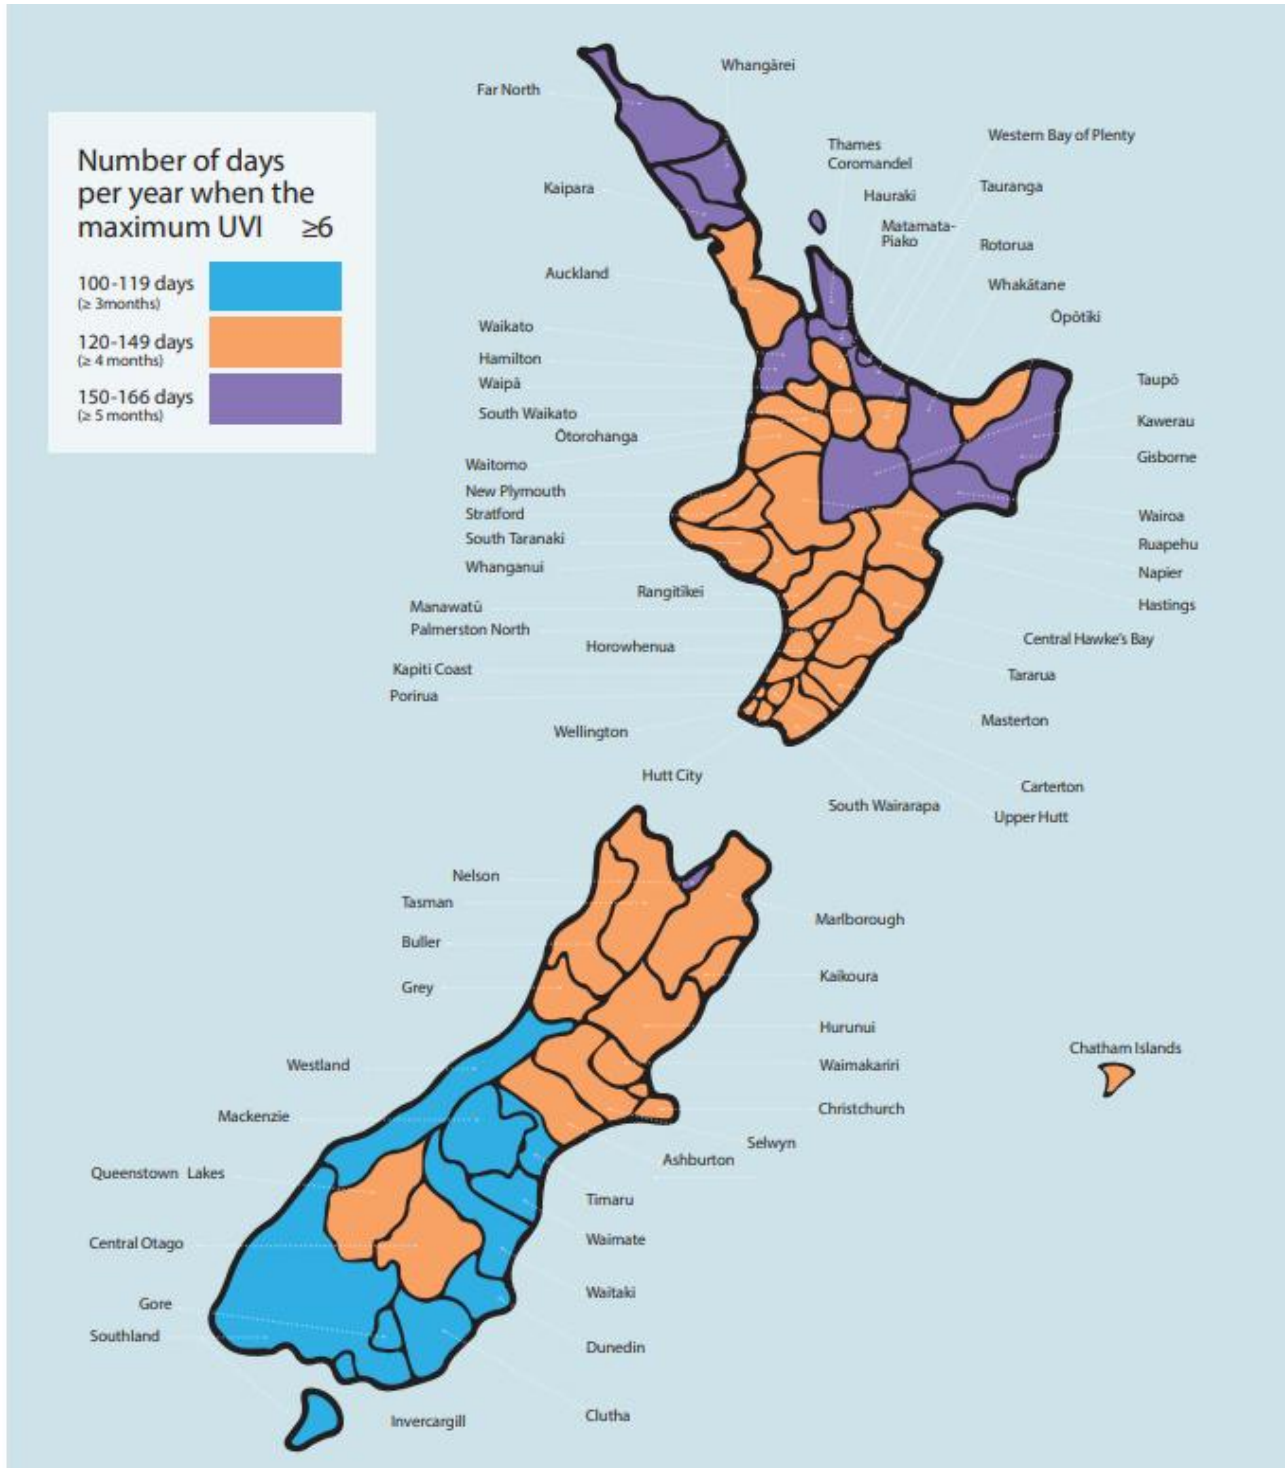 Number of days
per year when the
maximum UVI ≥6
100-119 days
(≥ 3months)
120-149 days
(≥ 4 months)
150-166 days
(≥ 5 months)
Far North
Whangārei
Kaipara
Auckland
Thames
Coromandel
Hauraki
Matamata-
Piako
Western Bay of Plenty
Tauranga
Rotorua
Whakātane
Ōpōtiki
Waikato
Hamilton
Waipā
South Waikato
Ōtorohanga
Waitomo
New Plymouth
Stratford
South Taranaki
Whanganui
Rangitīkei
Manawatū
Palmerston North
Horowhenua
Kapiti Coast
Porirua
Wellington
Hutt City
Taupō
Kawerau
Gisborne
Wairoa
Ruapehu
Napier
Hastings
Central Hawke's Bay
Tararua
Masterton
Carterton
Upper Hutt
South Wairarapa
Nelson
Tasman
Buller
Grey
Westland
Mackenzie
Queenstown Lakes
Central Otago
Gore
Southland
Marlborough
Kaikoura
Hurunui
Waimakariri
Christchurch
Selwyn
Ashburton
Timaru
Waimate
Waitaki
Dunedin
Clutha
Invercargill
Chatham Islands